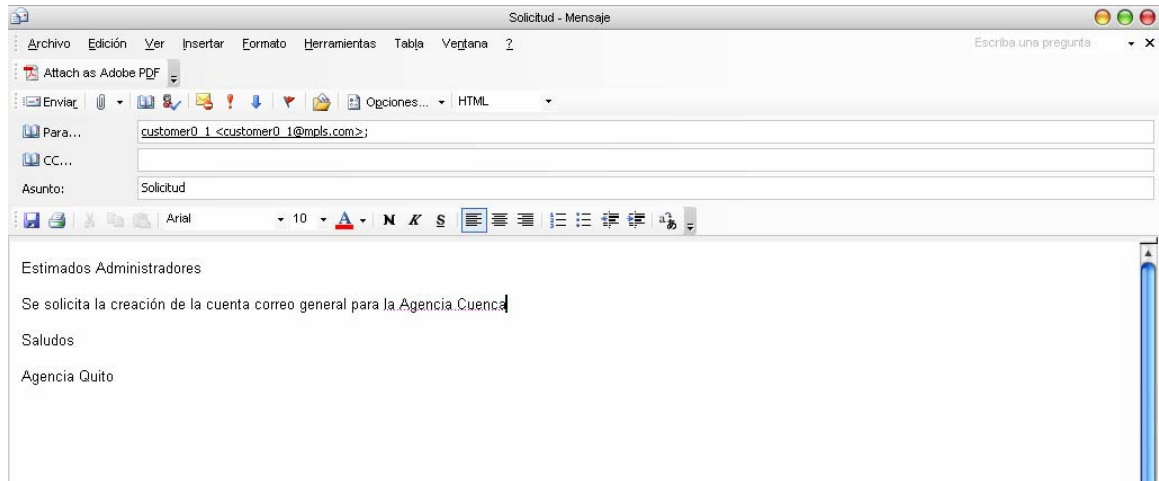 Solicitud - Mensaje
Archivo Edición Ver Insertar Formato Herramientas Tabla Ventana ? Escriba una pregunta
Attach as Adobe PDF
Enviar Opciones... HTML
Para... customer0_1 <customer0_1@mpls.com>;
CC...
Asunto: Solicitud
Arial 10 A N K S
Estimados Administradores
Se solicita la creación de la cuenta correo general para la Agencia Cuenca
Saludos
Agencia Quito